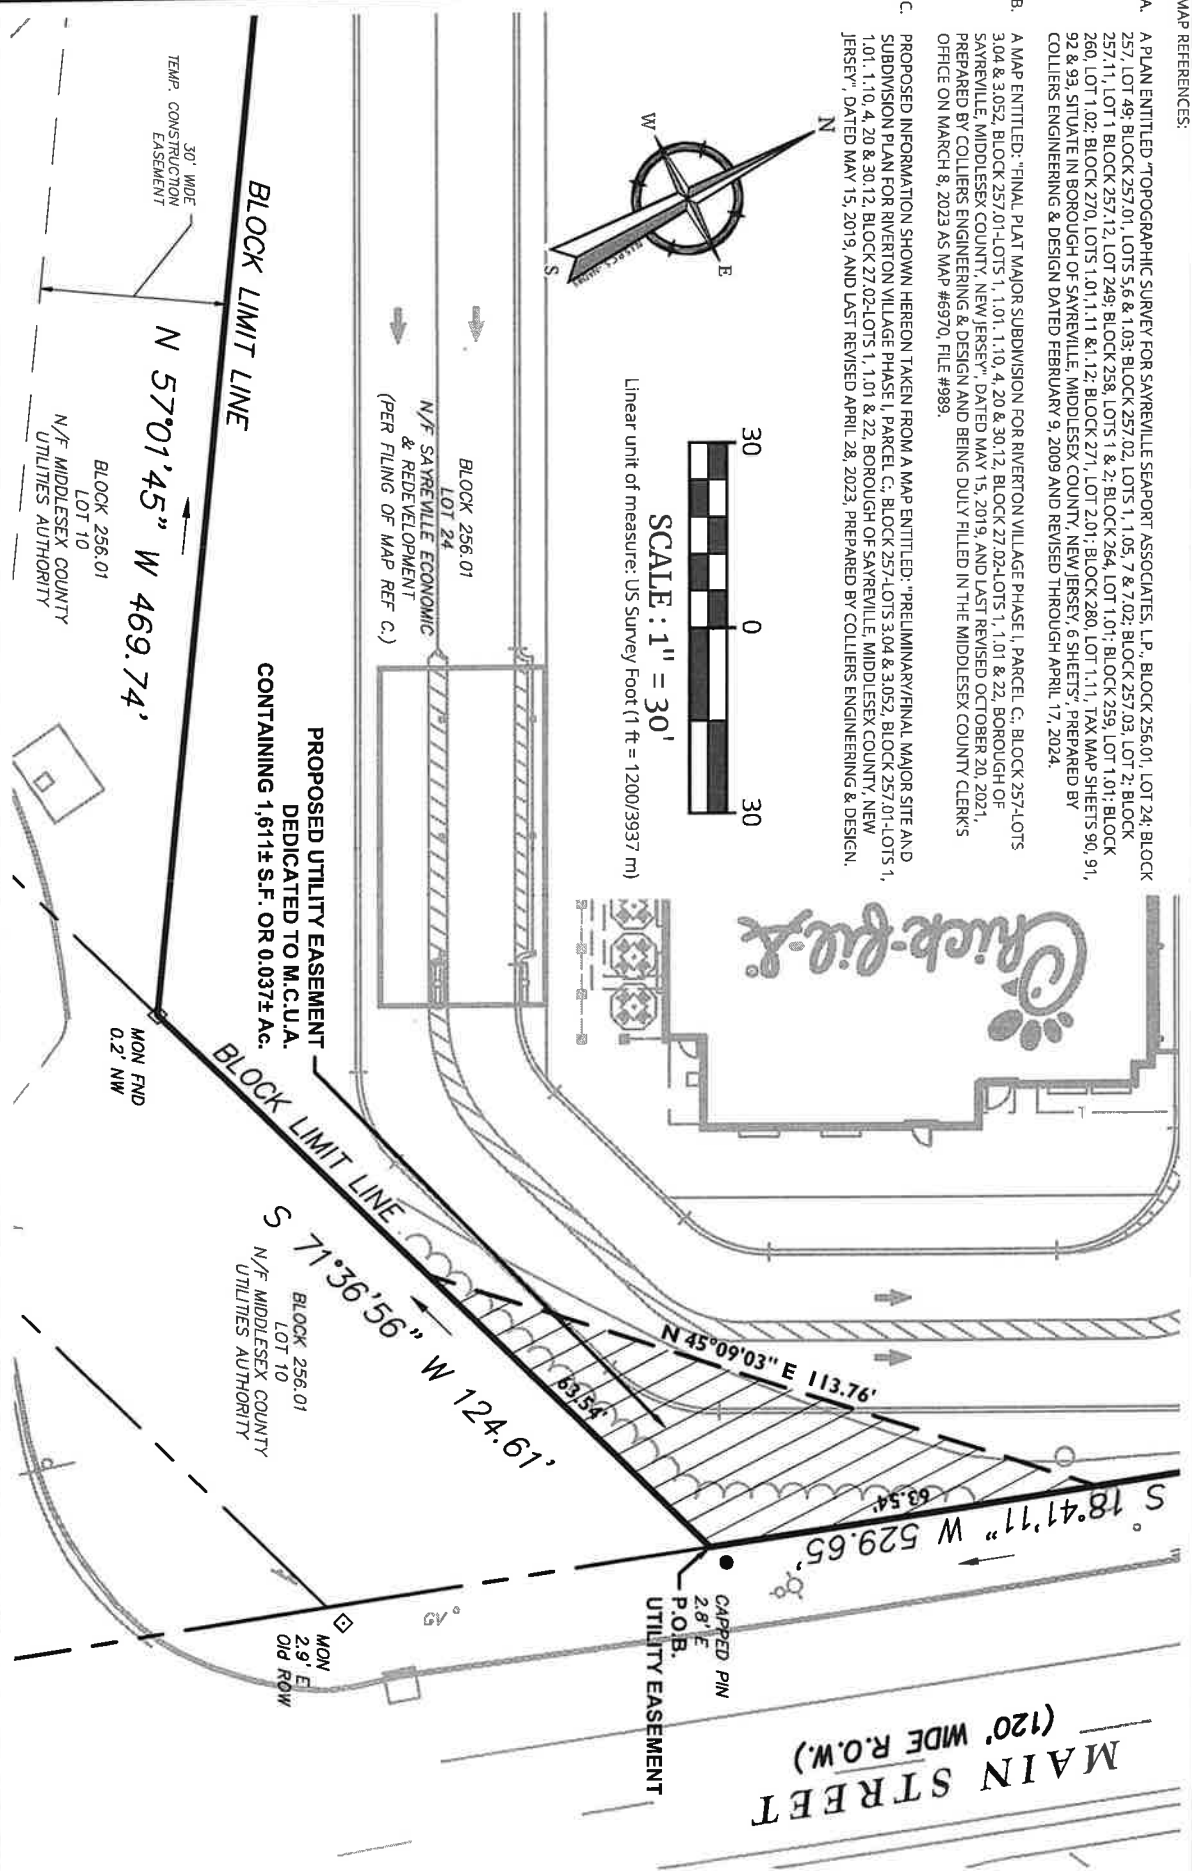 MAP REFERENCES:
A. A PLAN ENTITLED "TOPOGRAPHIC SURVEY FOR SAYREVILLE SEAPORT ASSOCIATES, L.P., BLOCK 256.01, LOT 24; BLOCK
257, LOT 49; BLOCK 257.01, LOTS 5,6 & 1.03; BLOCK 257.02, LOTS 1, 1.05, 7 & 7.02; BLOCK 257.03, LOT 2; BLOCK
257.11, LOT 1 BLOCK 257.12, LOT 249; BLOCK 258, LOTS 1 & 2; BLOCK 264, LOT 1.01; BLOCK 259, LOT 1.01; BLOCK
260, LOT 1.02; BLOCK 270, LOTS 1.01,1.11 &1.12; BLOCK 271, LOT 2.01; BLOCK 280, LOT 1.11, TAX MAP SHEETS 90, 91,
92 & 93, SITUATE IN BOROUGH OF SAYREVILLE, MIDDLESEX COUNTY, NEW JERSEY, 6 SHEETS", PREPARED BY
COLLIERS ENGINEERING & DESIGN DATED FEBRUARY 9, 2009 AND REVISED THROUGH APRIL 17, 2024.
B. A MAP ENTITLED: "FINAL PLAT MAJOR SUBDIVISION FOR RIVERTON VILLAGE PHASE I, PARCEL C; BLOCK 257-LOTS
3.04 & 3.052, BLOCK 257.01-LOTS 1, 1.01. 1.10, 4, 20 & 30.12, BLOCK 27.02-LOTS 1, 1.01 & 22, BOROUGH OF
SAYREVILLE, MIDDLESEX COUNTY, NEW JERSEY", DATED MAY 15, 2019, AND LAST REVISED OCTOBER 20, 2021,
PREPARED BY COLLIERS ENGINEERING & DESIGN AND BEING DULY FILLED IN THE MIDDLESEX COUNTY CLERK'S
OFFICE ON MARCH 8, 2023 AS MAP #6970, FILE #989.
C. PROPOSED INFORMATION SHOWN HEREON TAKEN FROM A MAP ENTITLED: "PRELIMINARY/FINAL MAJOR SITE AND
SUBDIVISION PLAN FOR RIVERTON VILLAGE PHASE I, PARCEL C; BLOCK 257-LOTS 3.04 & 3.052, BLOCK 257.01-LOTS 1,
1.01. 1.10, 4, 20 & 30.12, BLOCK 27.02-LOTS 1, 1.01 & 22, BOROUGH OF SAYREVILLE, MIDDLESEX COUNTY, NEW
JERSEY", DATED MAY 15, 2019, AND LAST REVISED APRIL 28, 2023, PREPARED BY COLLIERS ENGINEERING & DESIGN.
N
W
E
S
30 0 30
SCALE : 1" = 30'
Linear unit of measure: US Survey Foot (1 ft = 1200/3937 m)
Chick-fil-A
BLOCK 256.01
LOT 24
N/F SAYREVILLE ECONOMIC
& REDEVELOPMENT
(PER FILING OF MAP REF C.)
BLOCK LIMIT LINE
30' WIDE
TEMP. CONSTRUCTION
EASEMENT
N 57°01'45" W 469.74'
BLOCK 256.01
LOT 10
N/F MIDDLESEX COUNTY
UTILITIES AUTHORITY
PROPOSED UTILITY EASEMENT
DEDICATED TO M.C.U.A.
CONTAINING 1,611± S.F. OR 0.037± Ac.
MON FND
0.2' NW
BLOCK LIMIT LINE
S 71°36'56" W 124.61'
BLOCK 256.01
LOT 10
N/F MIDDLESEX COUNTY
UTILITIES AUTHORITY
N 45°09'03" E 113.76'
63.54'
63.54'
S 18°41'11" W 529.65'
CAPPED PIN
2.8' E
P.O.B.
UTILITY EASEMENT
GV
MON
2.9' E
Old ROW
MAIN STREET
(120' WIDE R.O.W.)
T